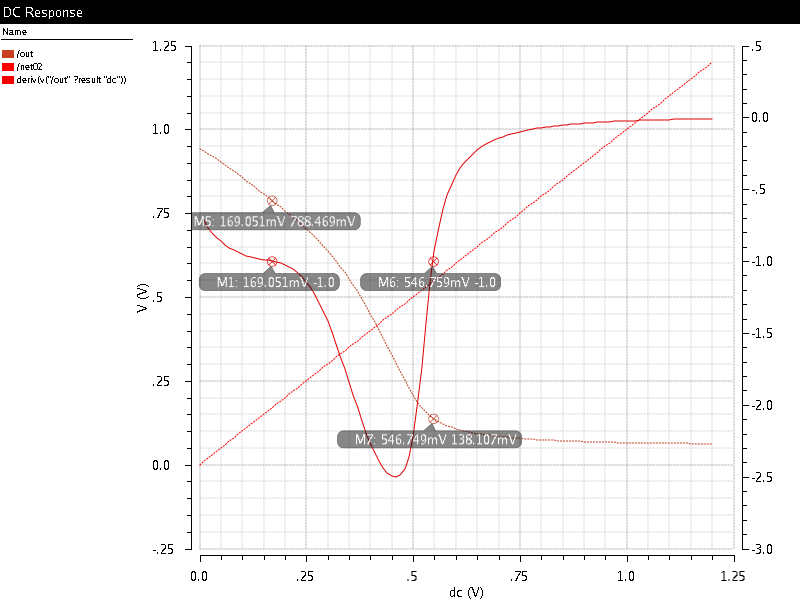 DC Response
Name
/out
/net02
deriv(v("/out" ?result "dc"))
1.25
1.0
.75
.5
.25
0.0
-.25
V (V)
M5: 169.051mV 788.469mV
M1: 169.051mV -1.0
M6: 546.759mV -1.0
M7: 546.749mV 138.107mV
.5
0.0
-.5
-1.0
-1.5
-2.0
-2.5
-3.0
0.0 .25 .5 .75 1.0 1.25
dc (V)